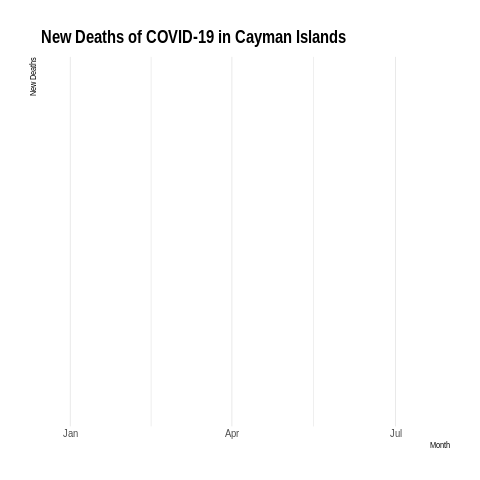 New Deaths of COVID-19 in Cayman Islands
New Deaths
Jan Apr Jul
Month